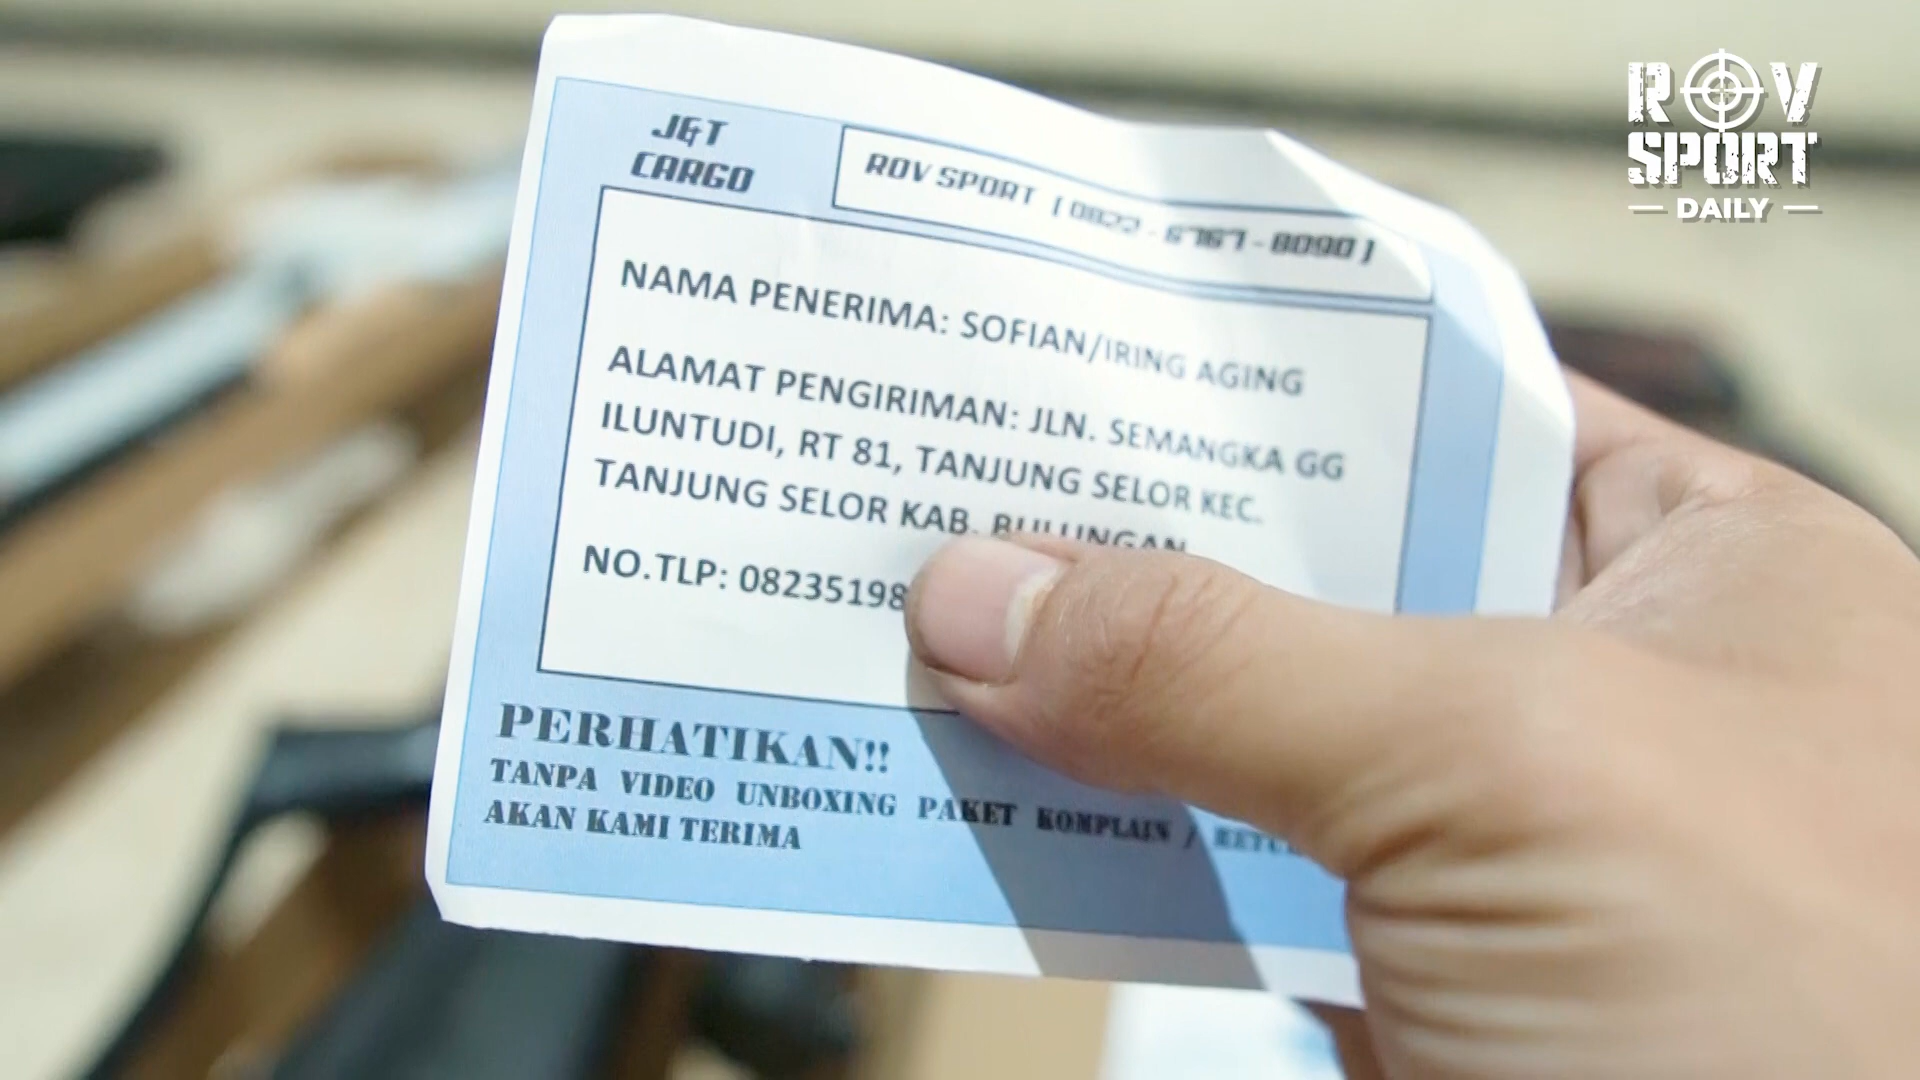 J&T
CARGO
ROV SPORT [ 0822 - 6767 - 8090 ]
NAMA PENERIMA: SOFIAN/IRING AGING
ALAMAT PENGIRIMAN: JLN. SEMANGKA GG
ILUNTUDI, RT 81, TANJUNG SELOR KEC.
TANJUNG SELOR KAB. BULUNGAN
NO.TLP: 08235198
PERHATIKAN!!
TANPA VIDEO UNBOXING PAKET KOMPLAIN /
AKAN KAMI TERIMA
ROV
SPORT
DAILY